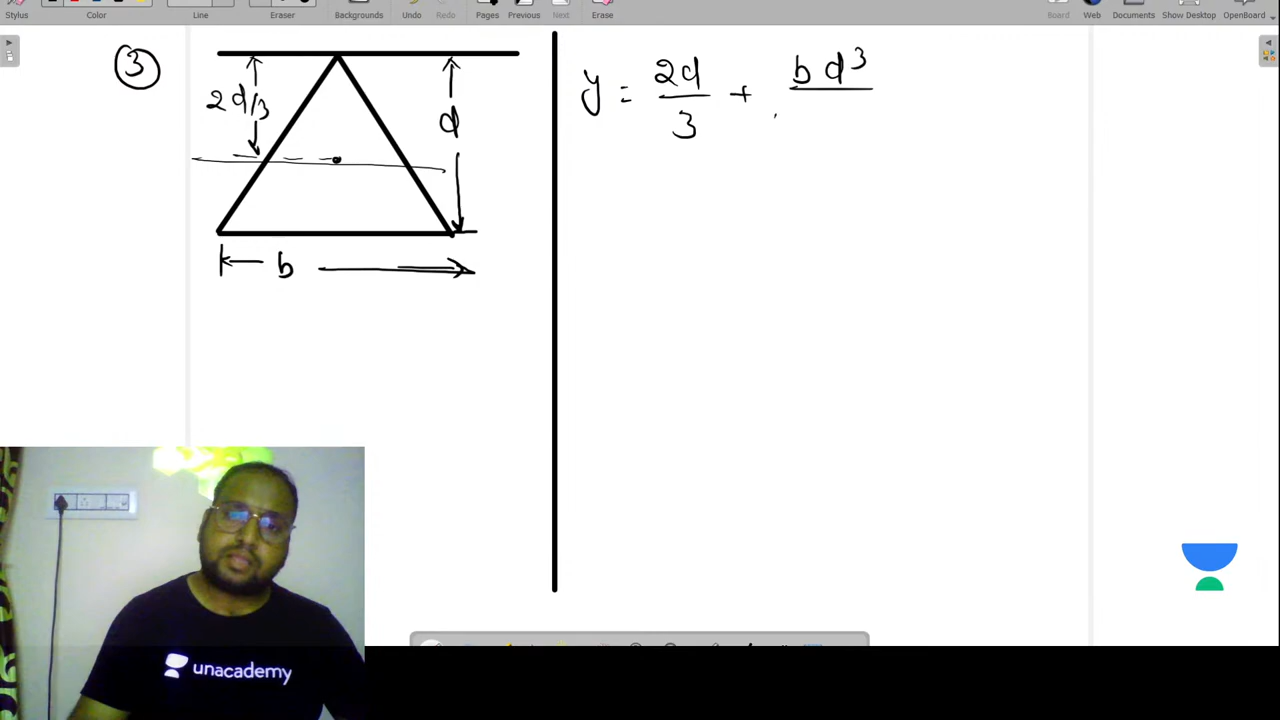 Stylus Color Line Eraser Backgrounds Undo Redo Pages Previous Next Erase Board Web Documents Show Desktop OpenBoard
3
2d/3
d
b
y = 2d/3 + bd³
unacademy